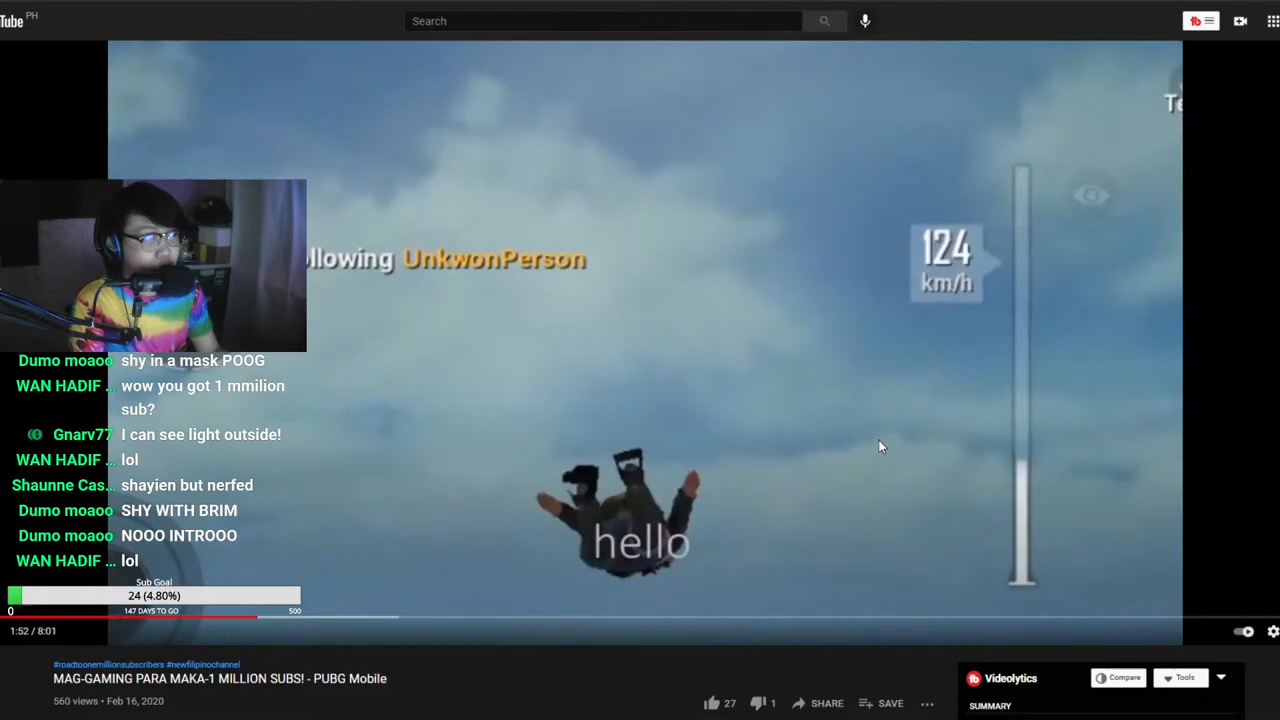 Tube PH
Search
Te
llowing UnkwonPerson
124
km/h
hello
Dumo moaoo shy in a mask POOG
WAN HADIF ... wow you got 1 mmilion
sub?
Gnarv77 I can see light outside!
WAN HADIF ... lol
Shaunne Cas... shayien but nerfed
Dumo moaoo SHY WITH BRIM
Dumo moaoo NOOO INTROOO
WAN HADIF ... lol
Sub Goal
24 (4.80%)
0 147 DAYS TO GO 500
1:52 / 8:01
#roadtoonemillionsubscribers #newfilipinochannel
MAG-GAMING PARA MAKA-1 MILLION SUBS! - PUBG Mobile
560 views • Feb 16, 2020
27 1 SHARE SAVE ...
tb Videolytics Compare Tools
SUMMARY